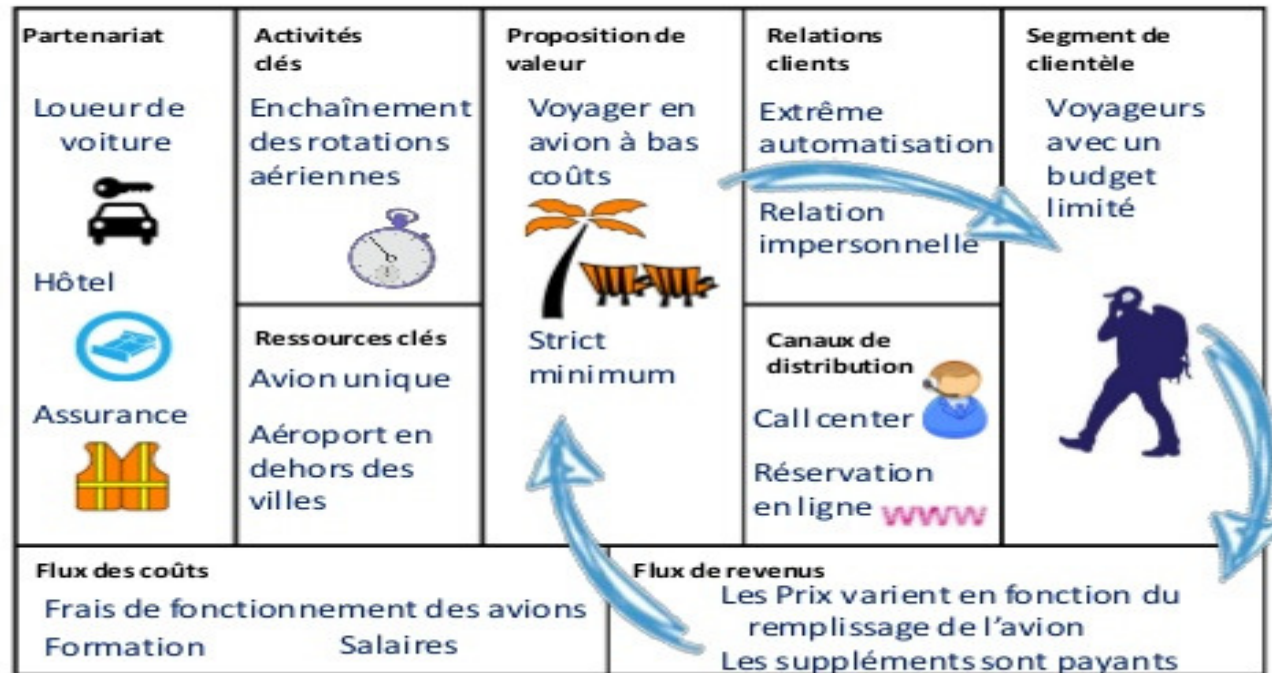 Partenariat
Loueur de
voiture
Hôtel
Assurance
Activités
clés
Enchaînement
des rotations
aériennes
Ressources clés
Avion unique
Aéroport en
dehors des
villes
Proposition de
valeur
Voyager en
avion à bas
coûts
Strict
minimum
Relations
clients
Extrême
automatisation
Relation
impersonnelle
Canaux de
distribution
Call center
Réservation
en ligne www
Segment de
clientèle
Voyageurs
avec un
budget
limité
Flux des coûts
Frais de fonctionnement des avions
Formation Salaires
Flux de revenus
Les Prix varient en fonction du
remplissage de l'avion
Les suppléments sont payants